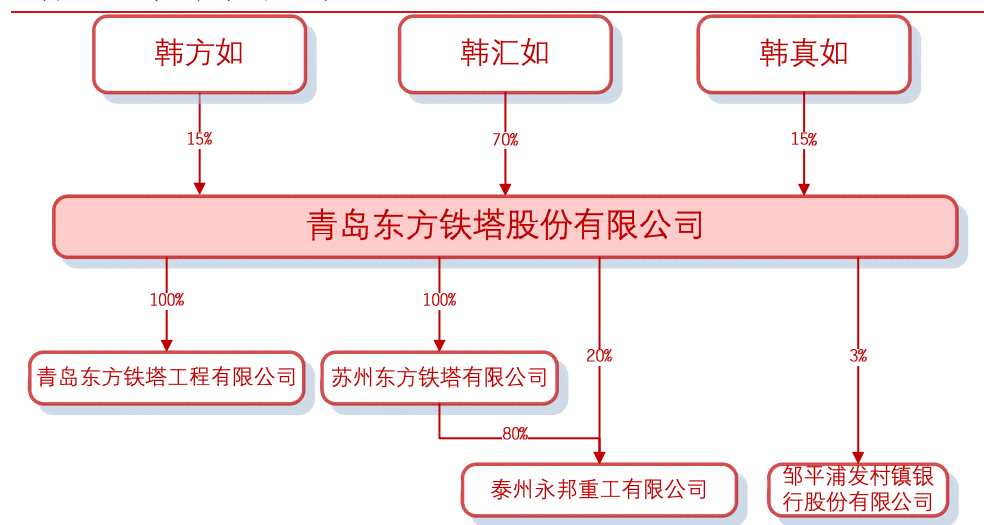 韩方如
韩汇如
韩真如
15%
70%
15%
青岛东方铁塔股份有限公司
100%
100%
20%
3%
青岛东方铁塔工程有限公司
苏州东方铁塔有限公司
80%
泰州永邦重工有限公司
邹平浦发村镇银
行股份有限公司